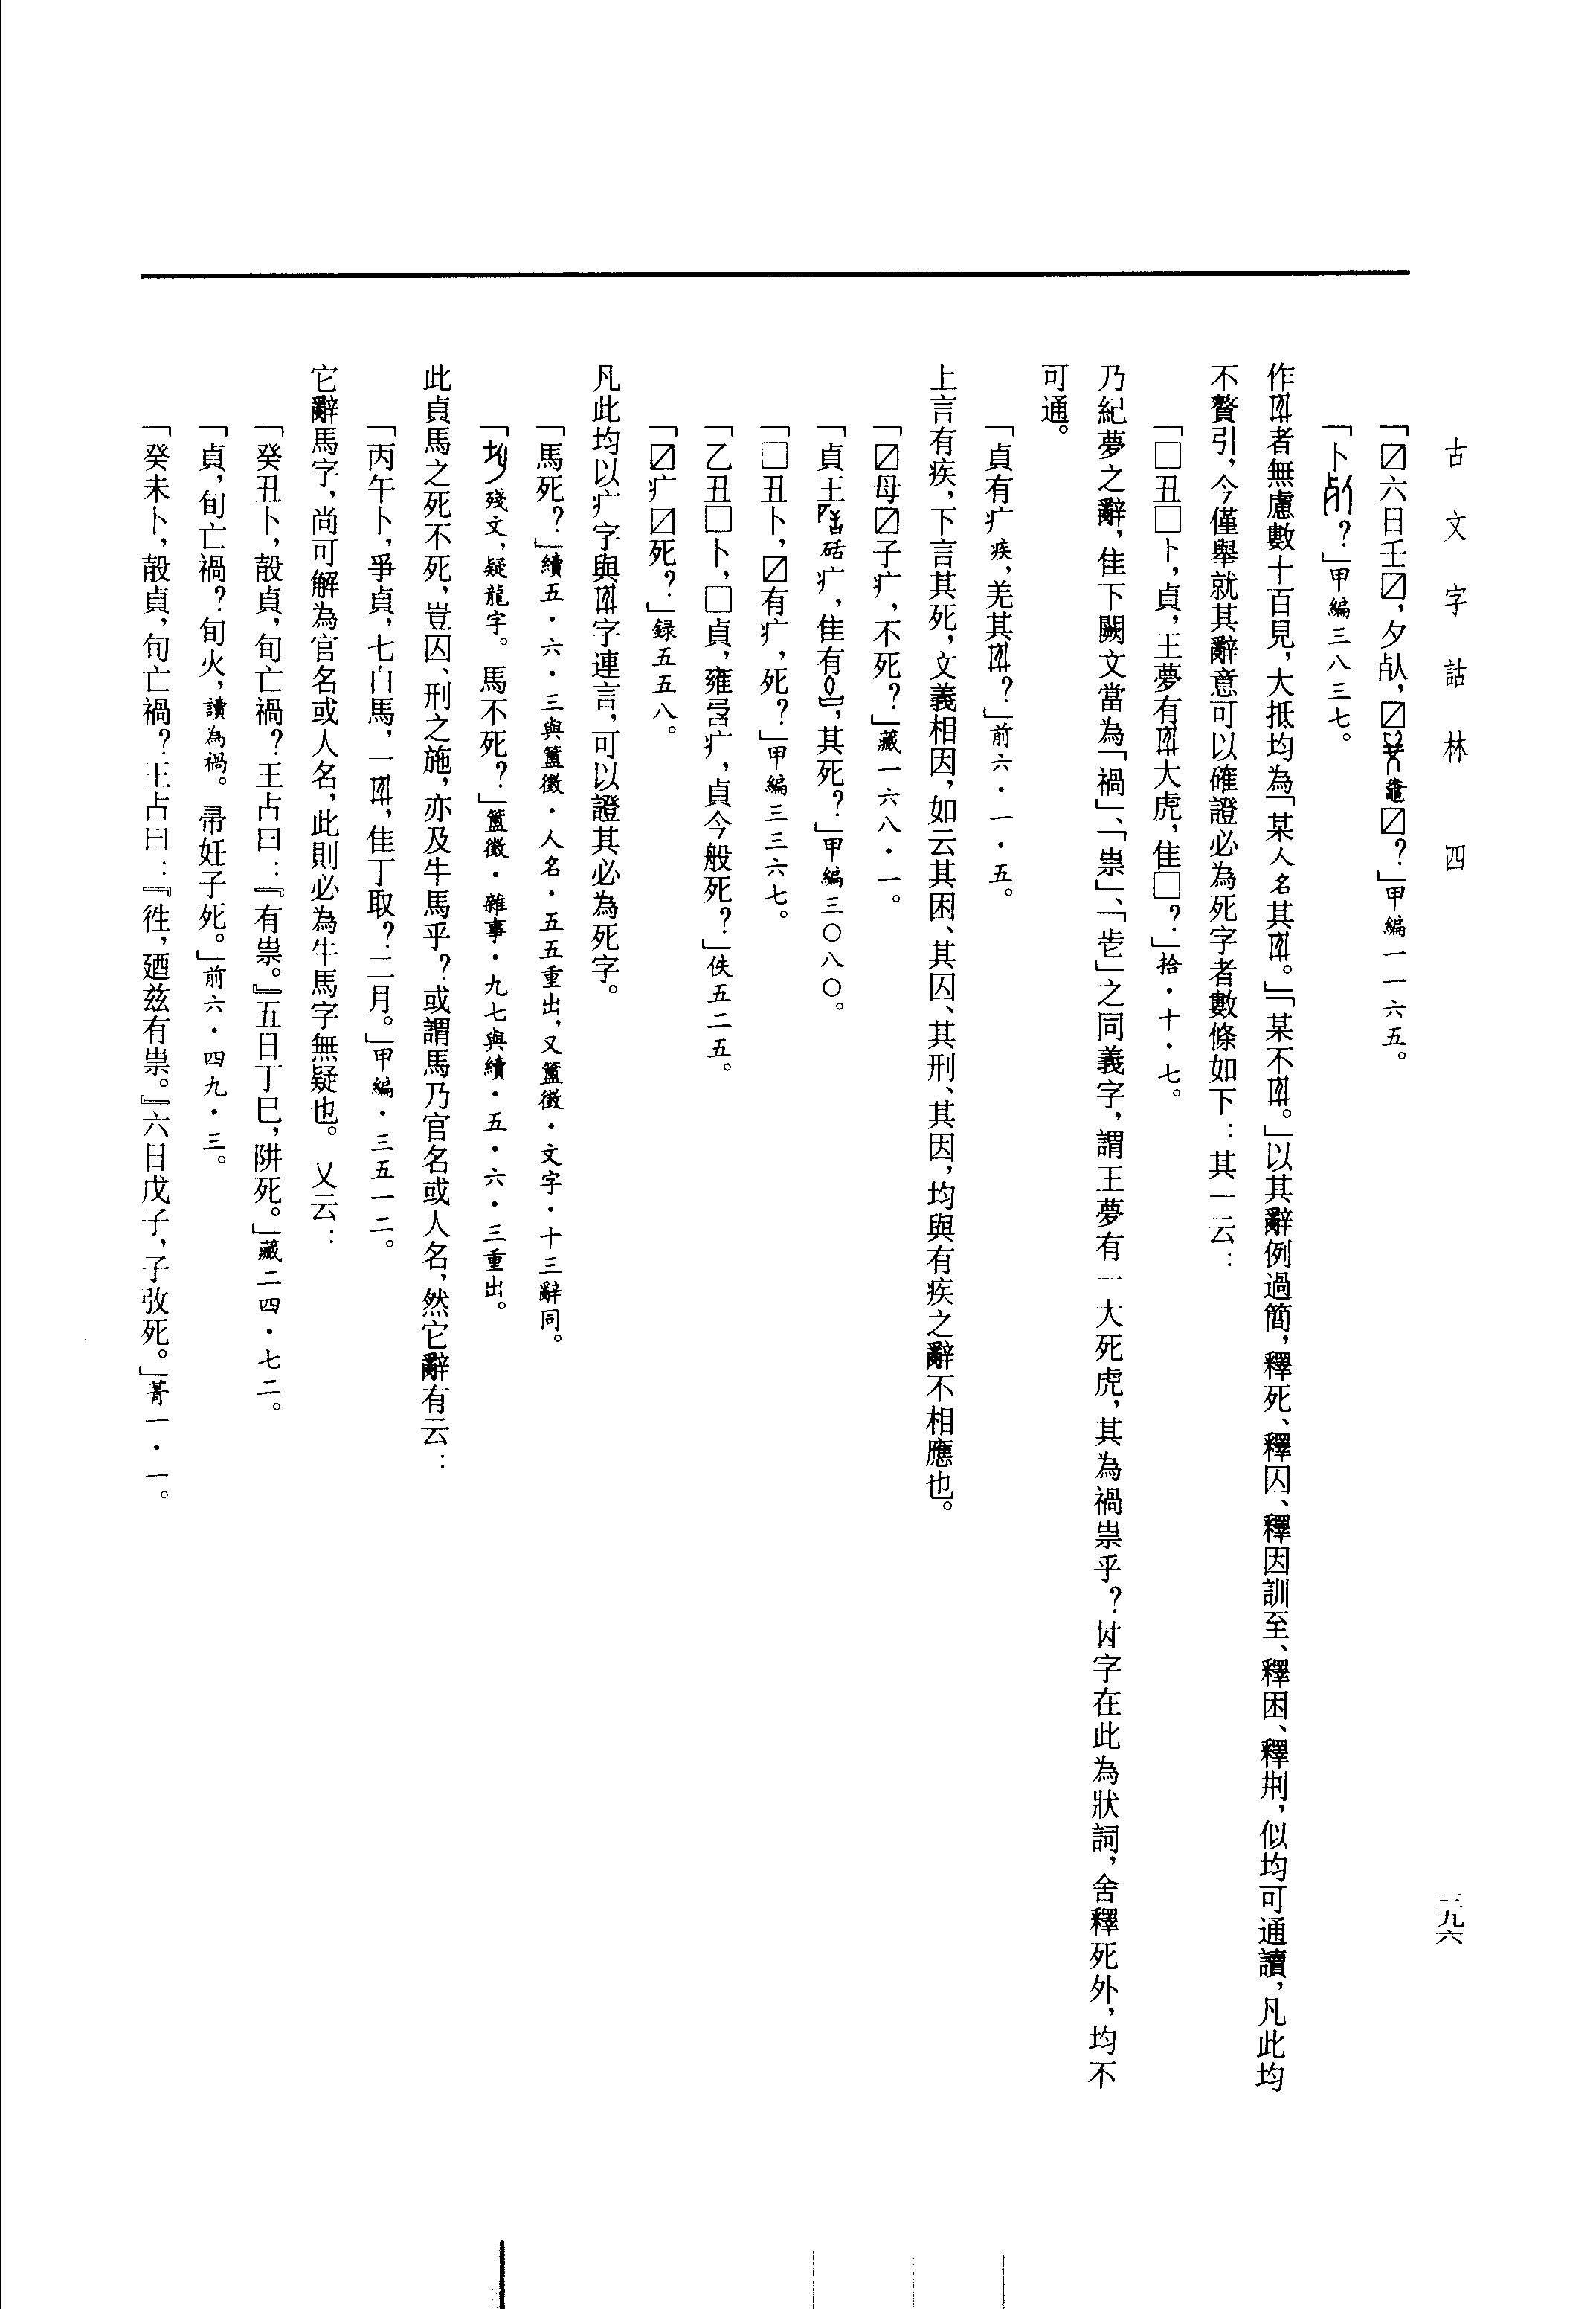 古文字詁林 四
三九六
「☑六日壬☑，夕𣦸，☑☑？」甲編一一六五。
「卜？」甲編三八三七。
作者無慮數十百見，大抵均為「某人名其。」「某不。」以其辭例過簡，釋死、釋囚、釋因訓至、釋困、釋荆，似均可通讀，凡此均
不贅引，今僅舉就其辭意可以確證必為死字者數條如下：其一云：
「□丑□卜，貞，王夢有大虎，隹□？」拾·十·七。
乃紀夢之辭，隹下闕文當為「禍」、「祟」、「㞢」之同義字，謂王夢有一大死虎，其為禍祟乎？字在此為狀詞，舍釋死外，均不
可通。
「貞有疒疾，羌其？」前六·一·五。
上言有疾，下言其死，文義相因，如云其困、其囚、其刑、其因，均與有疾之辭不相應也。
「☑母☑子疒，不死？」藏一六八·一。
「貞王𦧇疒，隹有，其死？」甲編三〇八〇。
「□丑卜，☑有疒，死？」甲編三三六七。
「乙丑□卜，□貞，雍疒，貞今般死？」佚五二五。
「☑疒☑死？」録五五八。
凡此均以疒字與字連言，可以證其必為死字。
「馬死？」續五·六·三與簠徵·人名·五五重出，又簠徵·文字·十三辭同。
「殘文，疑龍字。馬不死？」簠徵·雜事·九七與續·五·六·三重出。
此貞馬之死不死，豈囚、刑之施，亦及牛馬乎？或謂馬乃官名或人名，然它辭有云：
「丙午卜，爭貞，七白馬，一，隹丁取？二月。」甲編·三五一二。
它辭馬字，尚可解為官名或人名，此則必為牛馬字無疑也。又云：
「癸丑卜，㱿貞，旬亡禍？王占曰：『有祟。』五日丁巳，阱死。」藏二四·七二。
「貞，旬亡禍？旬火，讀為禍。帚妊子死。」前六·四九·三。
「癸未卜，㱿貞，旬亡禍？王占曰：『徃，廼茲有祟。』六日戊子，子弢死。」菁一·一。